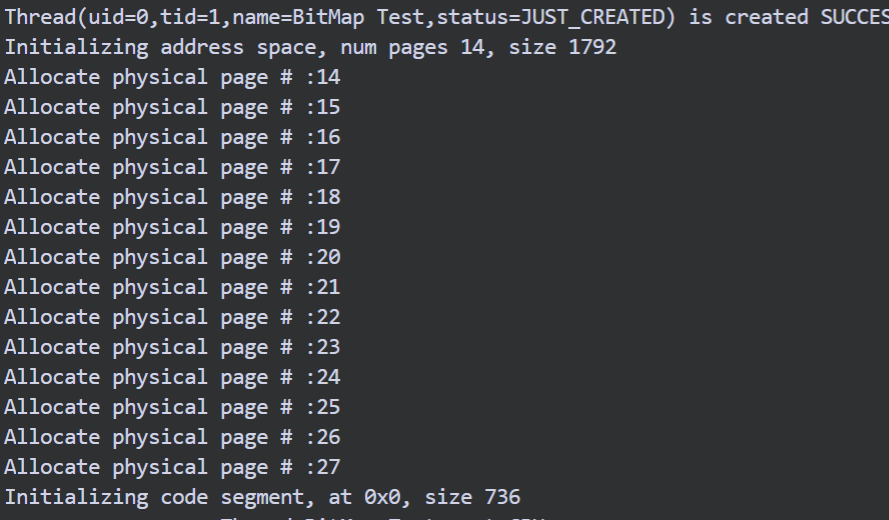 Thread(uid=0,tid=1,name=BitMap Test,status=JUST_CREATED) is created SUCCES
Initializing address space, num pages 14, size 1792
Allocate physical page # :14
Allocate physical page # :15
Allocate physical page # :16
Allocate physical page # :17
Allocate physical page # :18
Allocate physical page # :19
Allocate physical page # :20
Allocate physical page # :21
Allocate physical page # :22
Allocate physical page # :23
Allocate physical page # :24
Allocate physical page # :25
Allocate physical page # :26
Allocate physical page # :27
Initializing code segment, at 0x0, size 736